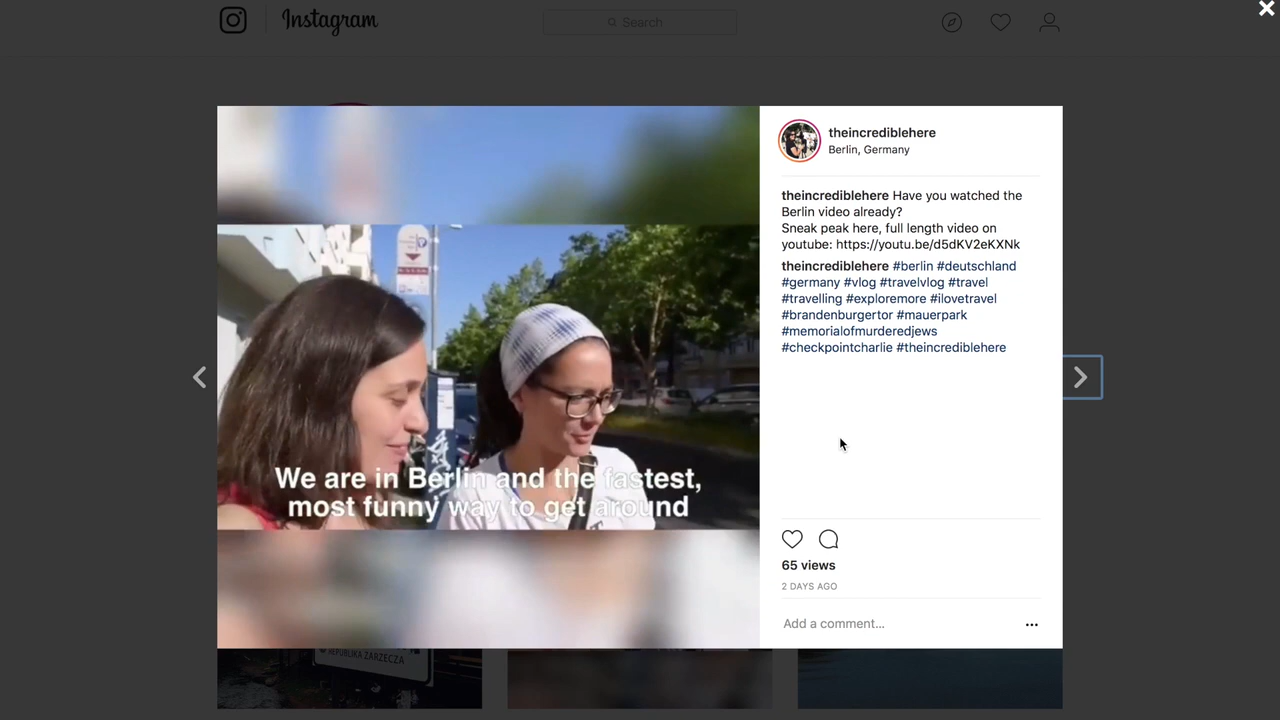 Instagram
Search
theincrediblehere
Berlin, Germany
theincrediblehere Have you watched the
Berlin video already?
Sneak peak here, full length video on
youtube: https://youtu.be/d5dKV2eKXNk
theincrediblehere #berlin #deutschland
#germany #vlog #travelvlog #travel
#travelling #exploremore #ilovetravel
#brandenburgertor #mauerpark
#memorialofmurderedjews
#checkpointcharlie #theincrediblehere
We are in Berlin and the fastest,
most funny way to get around
65 views
2 DAYS AGO
Add a comment...
REPUBLIKA ZARZECZA